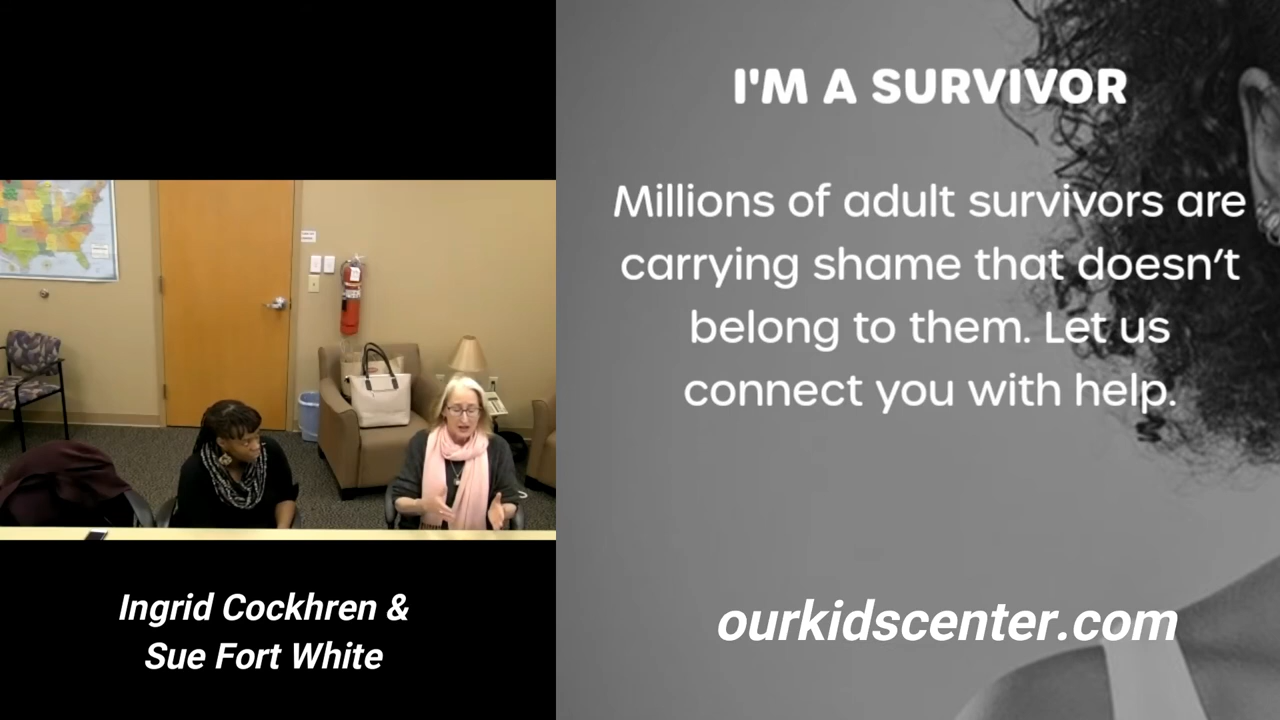 I'M A SURVIVOR
Millions of adult survivors are
carrying shame that doesn't
belong to them. Let us
connect you with help.
Ingrid Cockhren &
Sue Fort White
ourkidscenter.com